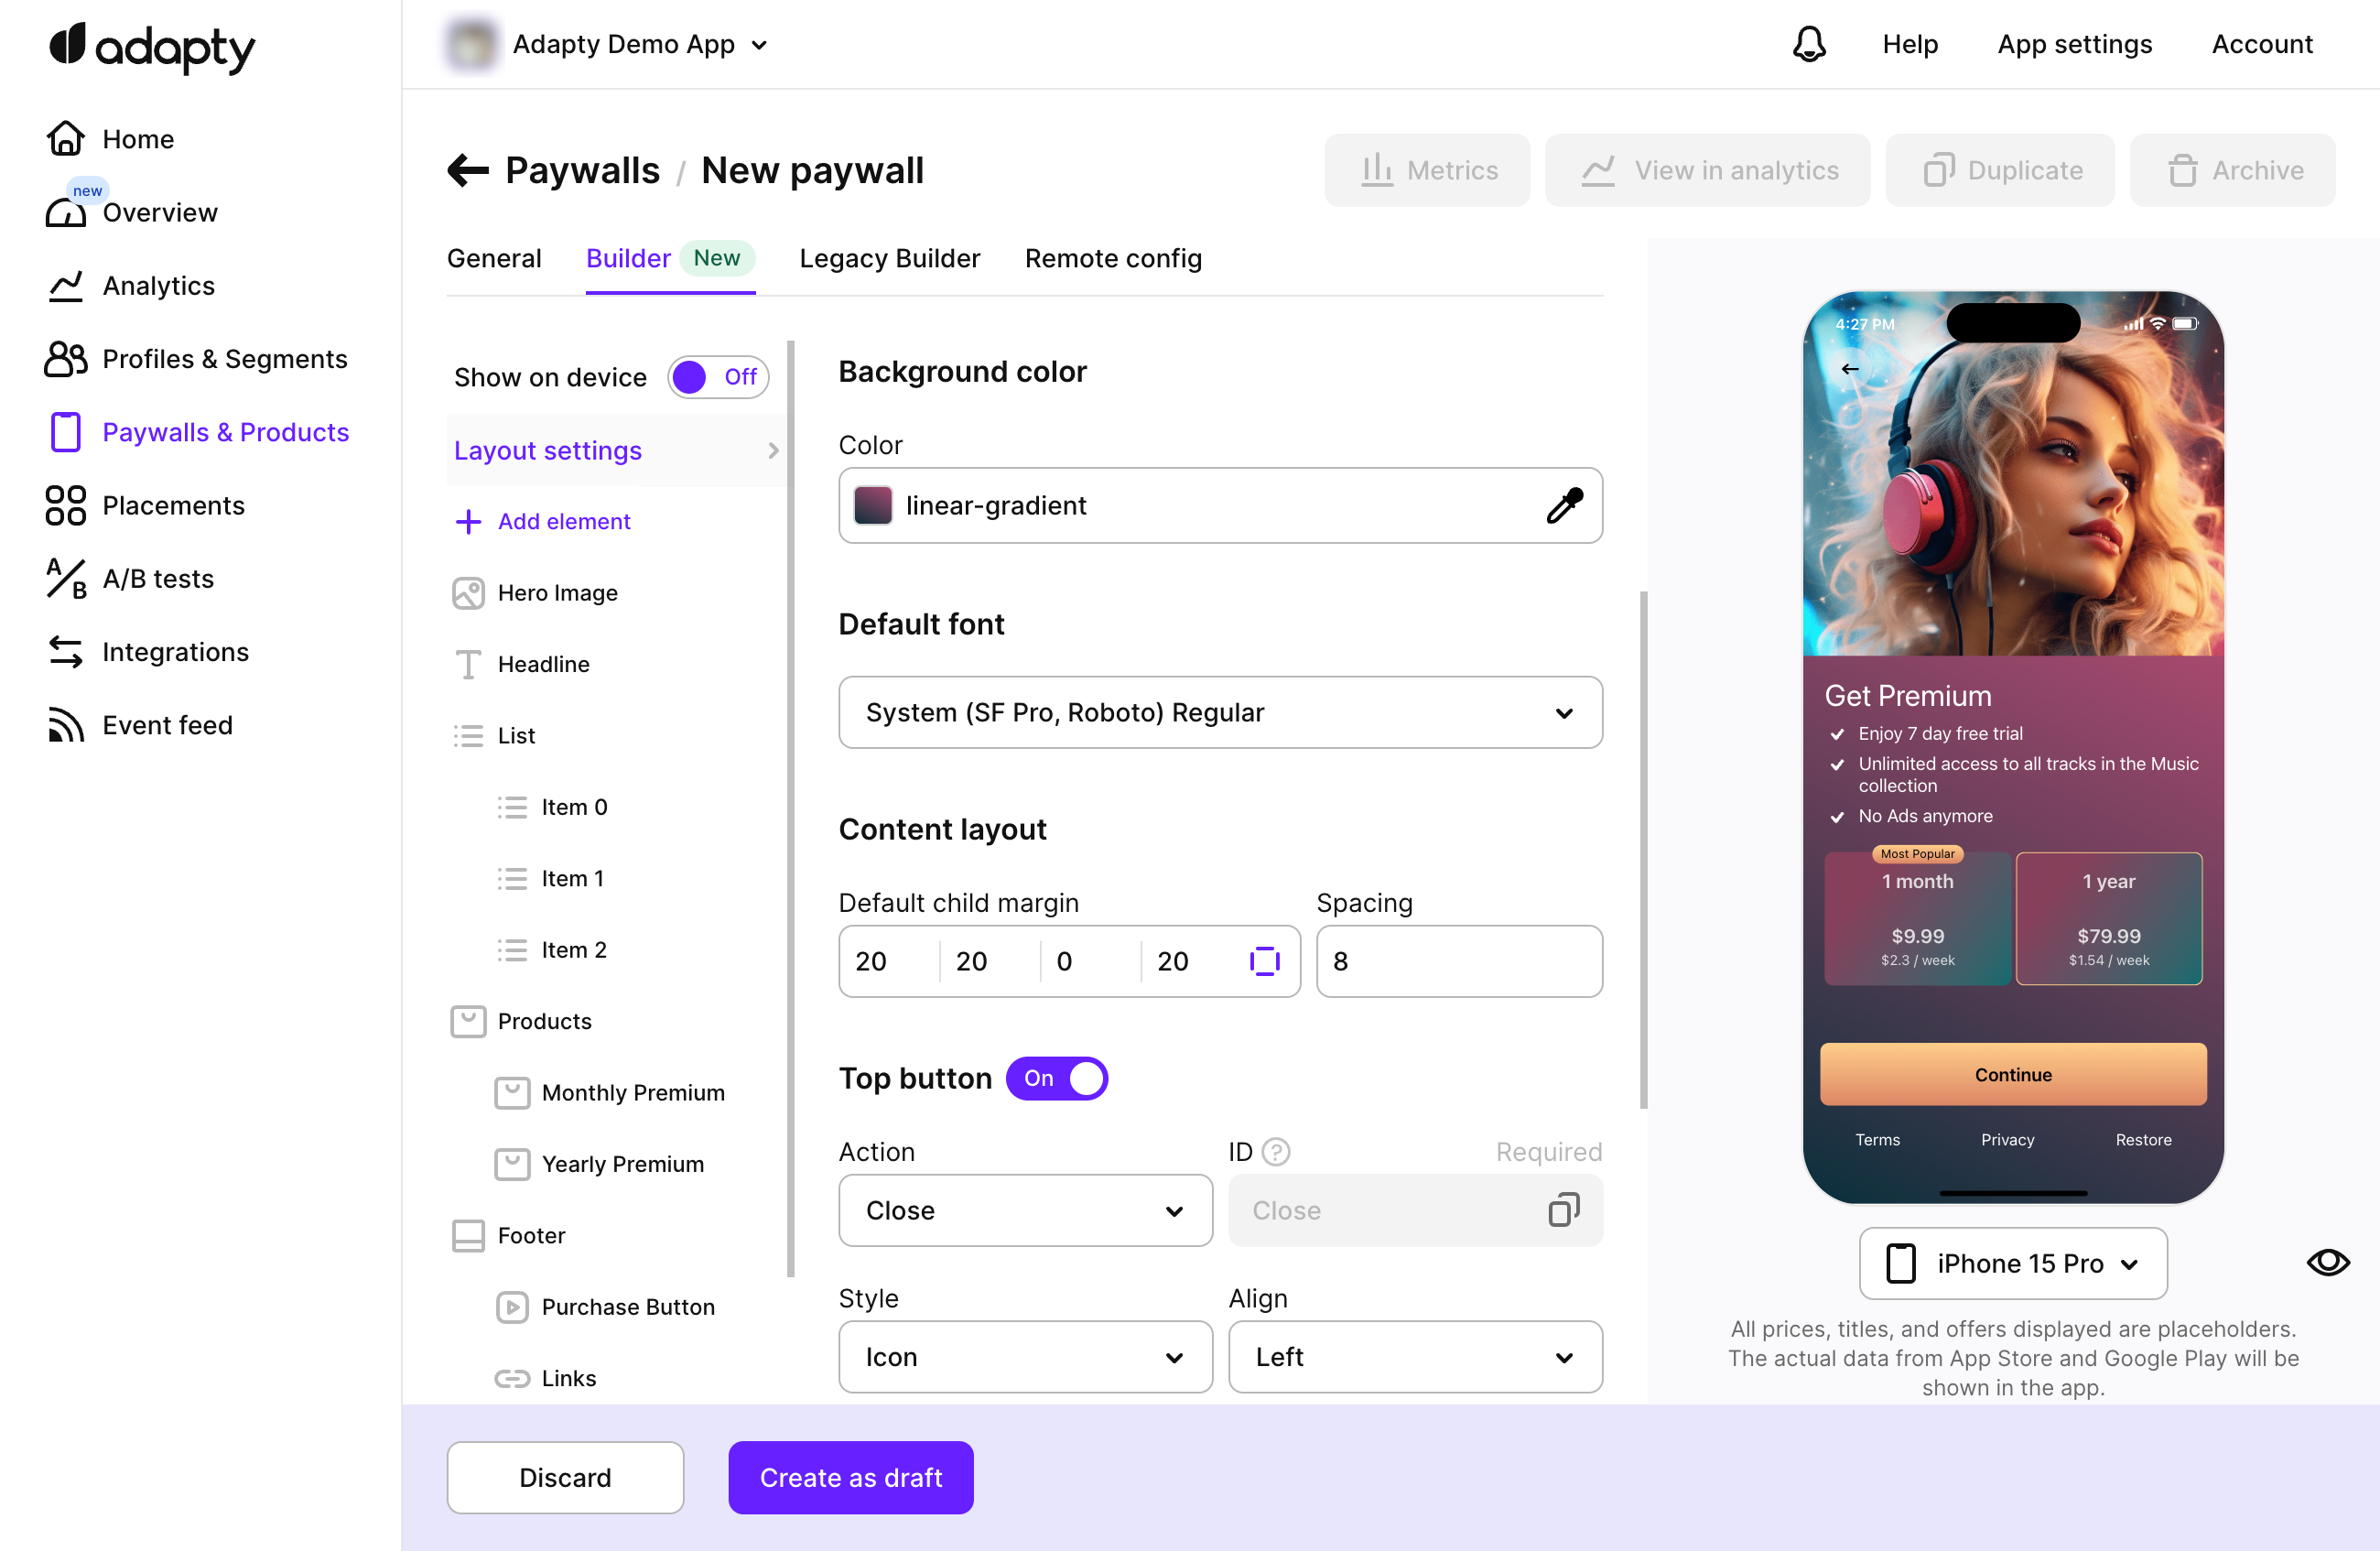 adapty
Adapty Demo App
Help
App settings
Account
Home
new
Overview
Analytics
Profiles & Segments
Paywalls & Products
Placements
A/B
A/B tests
Integrations
Event feed
Paywalls / New paywall
Metrics
View in analytics
Duplicate
Archive
General
Builder New
Legacy Builder
Remote config
Show on device
Off
Layout settings
Add element
Hero Image
Headline
List
Item 0
Item 1
Item 2
Products
Monthly Premium
Yearly Premium
Footer
Purchase Button
Links
Background color
Color
linear-gradient
Default font
System (SF Pro, Roboto) Regular
Content layout
Default child margin
Spacing
20 20 0 20
8
Top button On
Action
ID ?
Required
Close
Close
Style
Align
Icon
Left
4:27 PM
Get Premium
Enjoy 7 day free trial
Unlimited access to all tracks in the Music
collection
No Ads anymore
Most Popular
1 month
$9.99
$2.3 / week
1 year
$79.99
$1.54 / week
Continue
Terms
Privacy
Restore
iPhone 15 Pro
All prices, titles, and offers displayed are placeholders.
The actual data from App Store and Google Play will be
shown in the app.
Discard
Create as draft